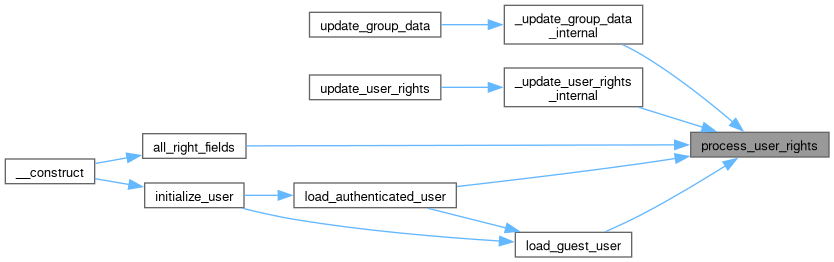 update_group_data
_update_group_data
_internal
update_user_rights
_update_user_rights
_internal
process_user_rights
all_right_fields
__construct
initialize_user
load_authenticated_user
load_guest_user